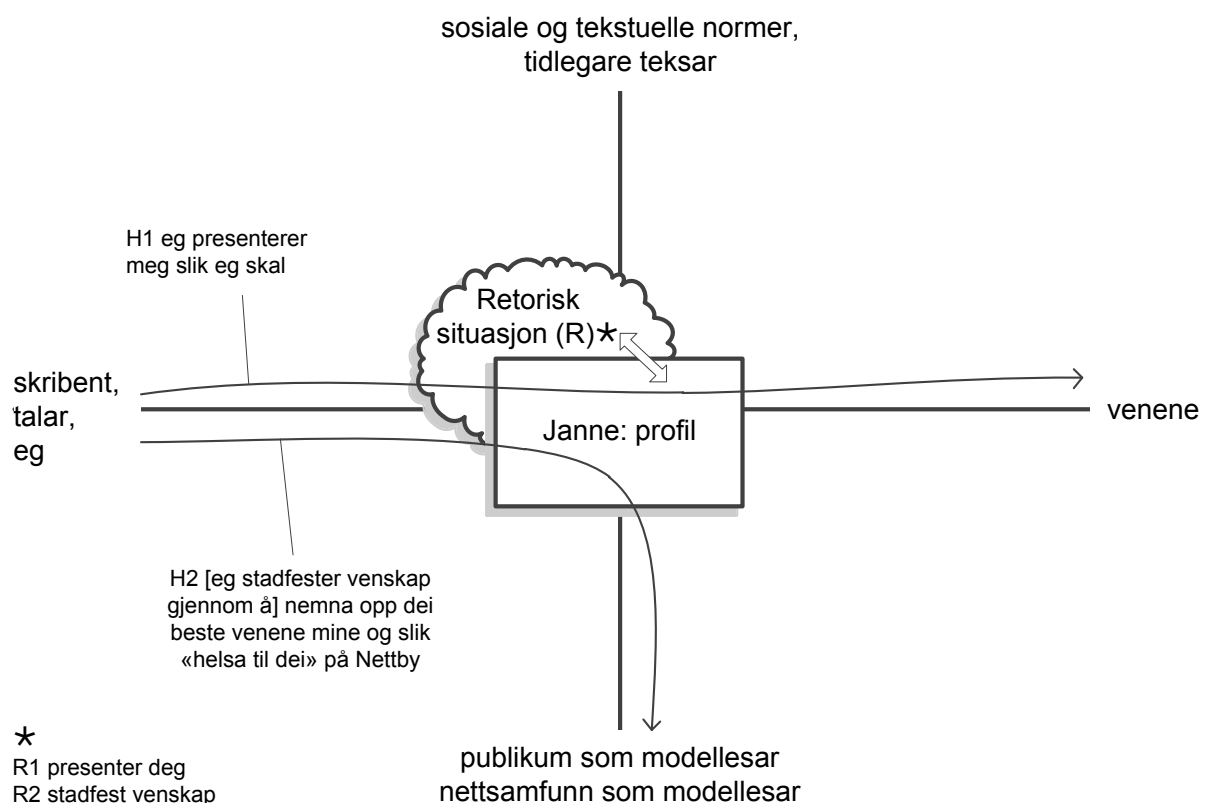 sosiale og tekstuelle normer,
tidlegare teksar
H1 eg presenterer
meg slik eg skal
Retorisk
situasjon (R)*
skribent,
talar,
eg
Janne: profil
venene
H2 [eg stadfester venskap
gjennom å] nemna opp dei
beste venene mine og slik
«helsa til dei» på Nettby
*
R1 presenter deg
R2 stadfest venskap
publikum som modellesar
nettsamfunn som modellesar